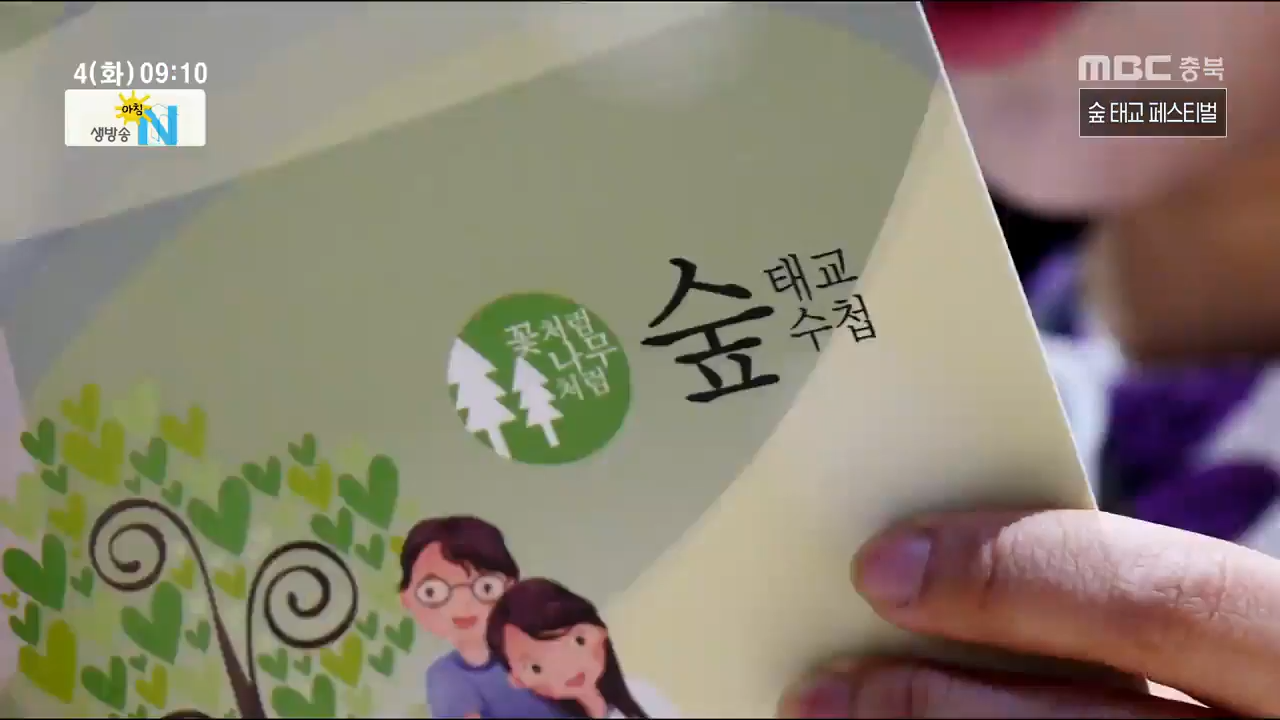 4(화) 09:10
아침
생방송 N
MBC 충북
숲 태교 페스티벌
꽃처럼
나무
처럼
숲 태교
수첩